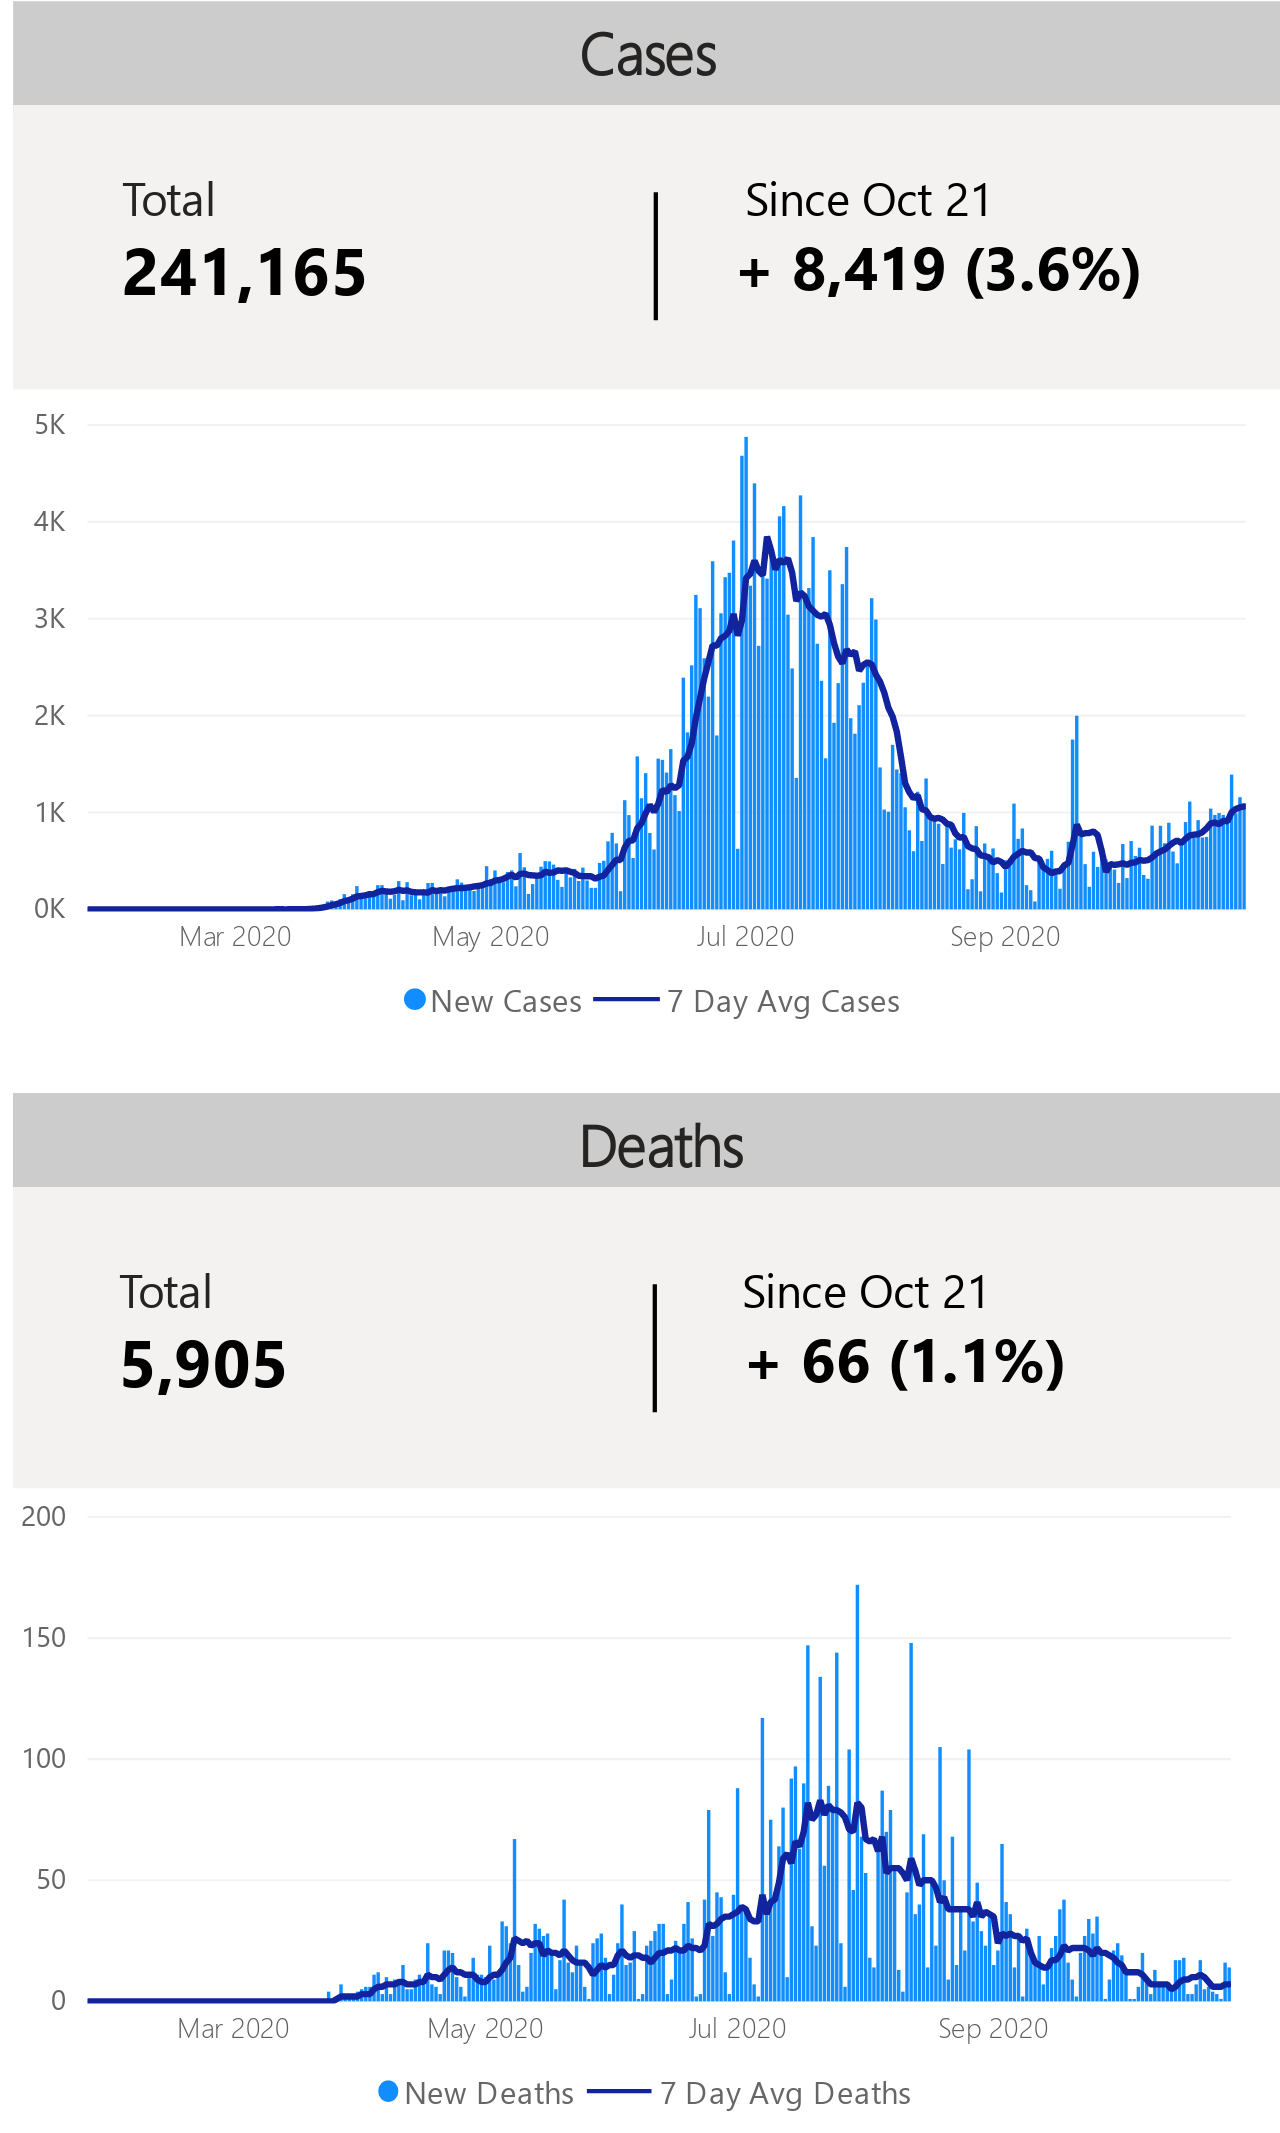 Cases
Total
Since Oct 21
241,165
+ 8,419 (3.6%)
5K
4K
3K
2K
1K
0K
Mar 2020 May 2020 Jul 2020 Sep 2020
New Cases 7 Day Avg Cases
Deaths
Total
Since Oct 21
5,905
+ 66 (1.1%)
200
150
100
50
0
Mar 2020 May 2020 Jul 2020 Sep 2020
New Deaths 7 Day Avg Deaths